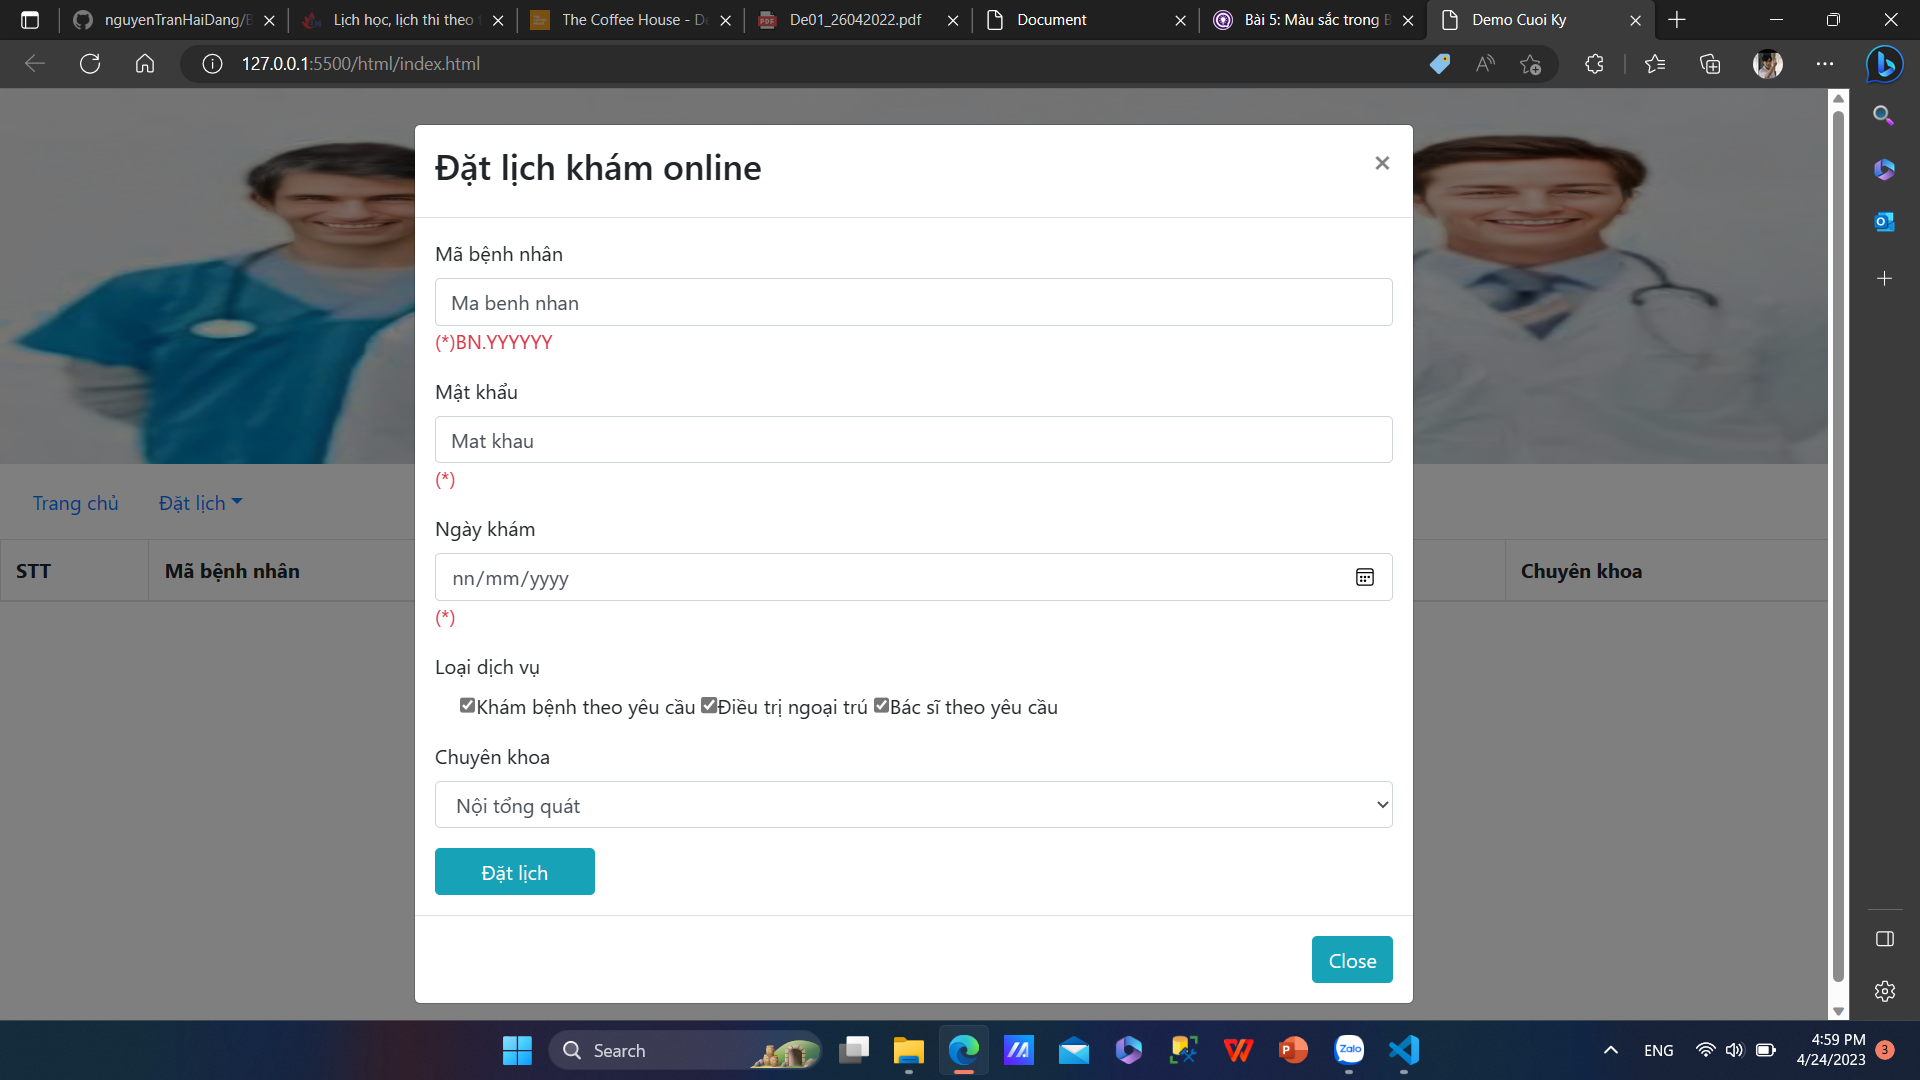 nguyenTranHaiDang/B
Lịch học, lịch thi theo t
The Coffee House - De
De01_26042022.pdf
Document
Bài 5: Màu sắc trong B
Demo Cuoi Ky
127.0.0.1:5500/html/index.html
Đặt lịch khám online
×
Mã bệnh nhân
Ma benh nhan
(*)BN.YYYYYY
Mật khẩu
Mat khau
(*)
Trang chủ
Đặt lịch
Ngày khám
nn/mm/yyyy
(*)
STT
Mã bệnh nhân
Chuyên khoa
Loại dịch vụ
Khám bệnh theo yêu cầu Điều trị ngoại trú Bác sĩ theo yêu cầu
Chuyên khoa
Nội tổng quát
Đặt lịch
Close
Search
Zalo
ENG
4:59 PM
4/24/2023
3